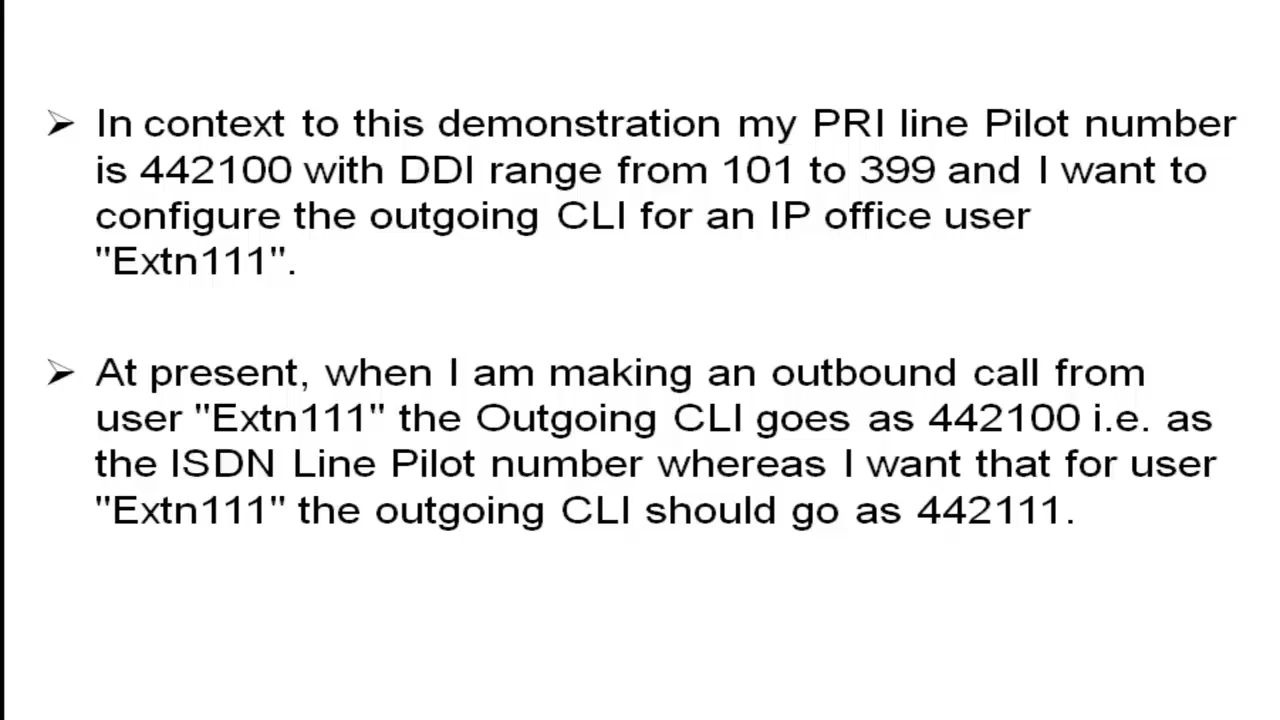 In context to this demonstration my PRI line Pilot number
is 442100 with DDI range from 101 to 399 and I want to
configure the outgoing CLI for an IP office user
"Extn111".
At present, when I am making an outbound call from
user "Extn111" the Outgoing CLI goes as 442100 i.e. as
the ISDN Line Pilot number whereas I want that for user
"Extn111" the outgoing CLI should go as 442111.